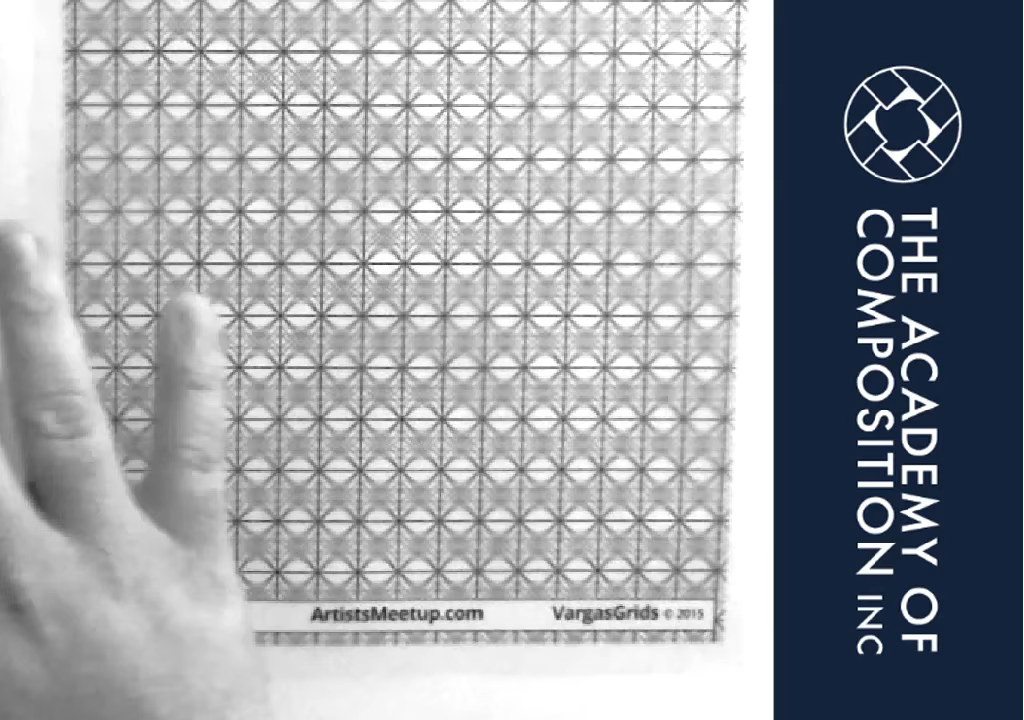 ArtistsMeetup.com
VargasGrids © 2015
THE ACADEMY OF
COMPOSITION INC